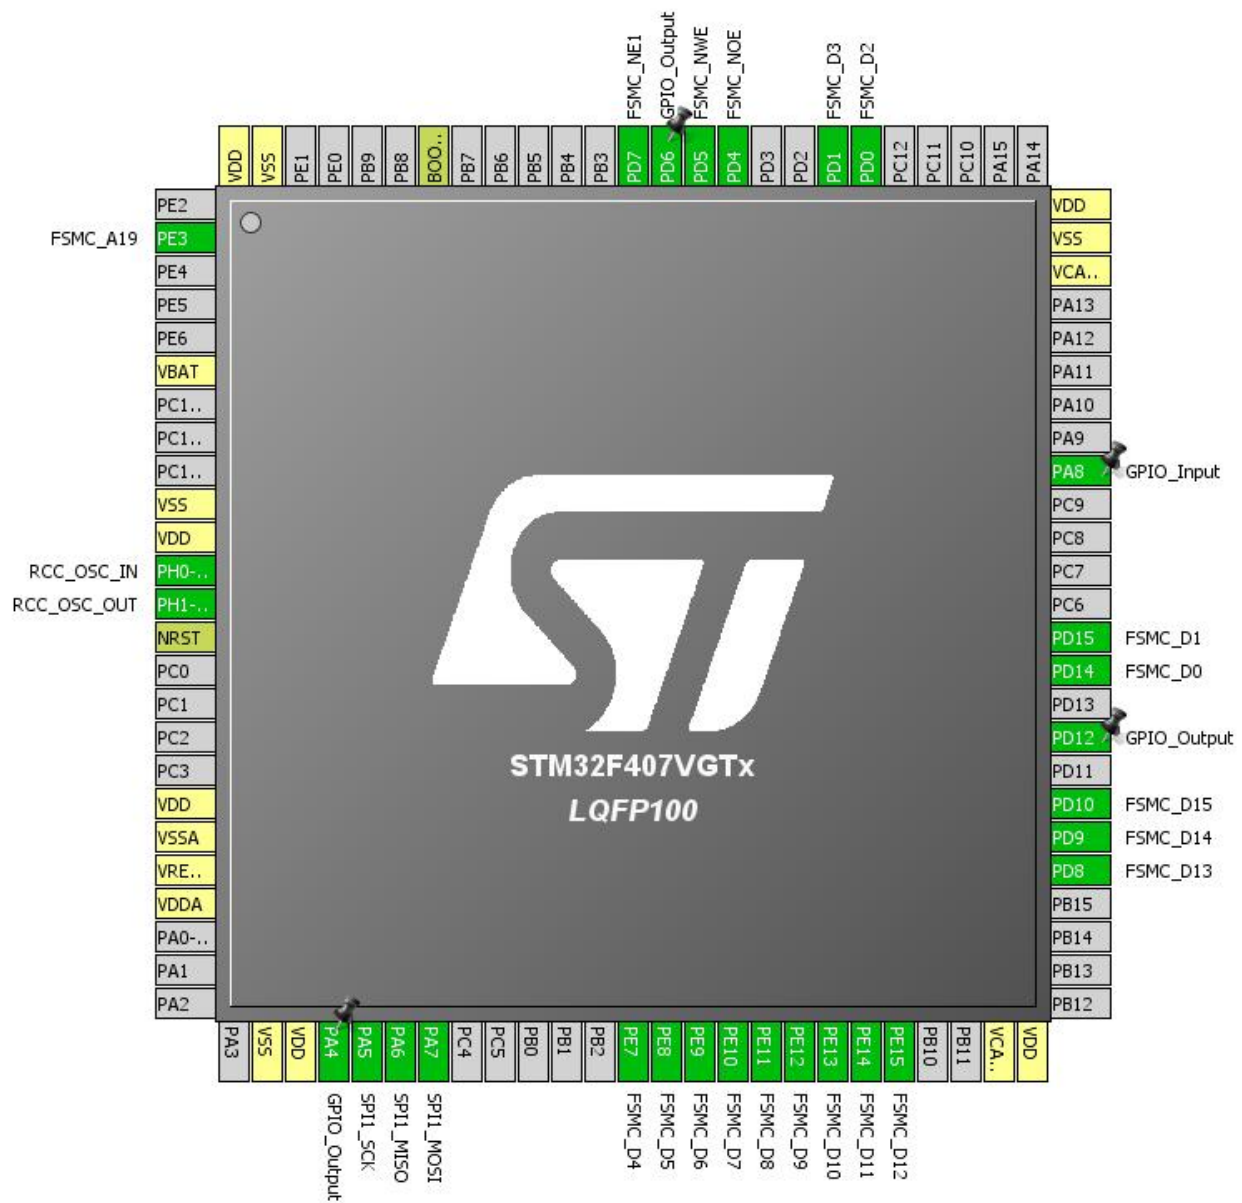 FSMC_NE1
GPIO_Output
FSMC_NWE
FSMC_NOE
FSMC_D3
FSMC_D2
VDD
VSS
PE1
PE0
PB9
PB8
BOO..
PB7
PB6
PB5
PB4
PB3
PD7
PD6
PD5
PD4
PD3
PD2
PD1
PD0
PC12
PC11
PC10
PA15
PA14
PE2
FSMC_A19 PE3
PE4
PE5
PE6
VBAT
PC1..
PC1..
PC1..
VSS
VDD
RCC_OSC_IN PH0-..
RCC_OSC_OUT PH1-..
NRST
PC0
PC1
PC2
PC3
VDD
VSSA
VRE..
VDDA
PA0-..
PA1
PA2
VDD
VSS
VCA..
PA13
PA12
PA11
PA10
PA9
PA8 GPIO_Input
PC9
PC8
PC7
PC6
PD15 FSMC_D1
PD14 FSMC_D0
PD13
PD12 GPIO_Output
PD11
PD10 FSMC_D15
PD9 FSMC_D14
PD8 FSMC_D13
PB15
PB14
PB13
PB12
ST
STM32F407VGTx
LQFP100
PA3
VSS
VDD
PA4
PA5
PA6
PA7
PC4
PC5
PB0
PB1
PB2
PE7
PE8
PE9
PE10
PE11
PE12
PE13
PE14
PE15
PB10
PB11
VCA..
VDD
GPIO_Output
SPI1_SCK
SPI1_MISO
SPI1_MOSI
FSMC_D4
FSMC_D5
FSMC_D6
FSMC_D7
FSMC_D8
FSMC_D9
FSMC_D10
FSMC_D11
FSMC_D12